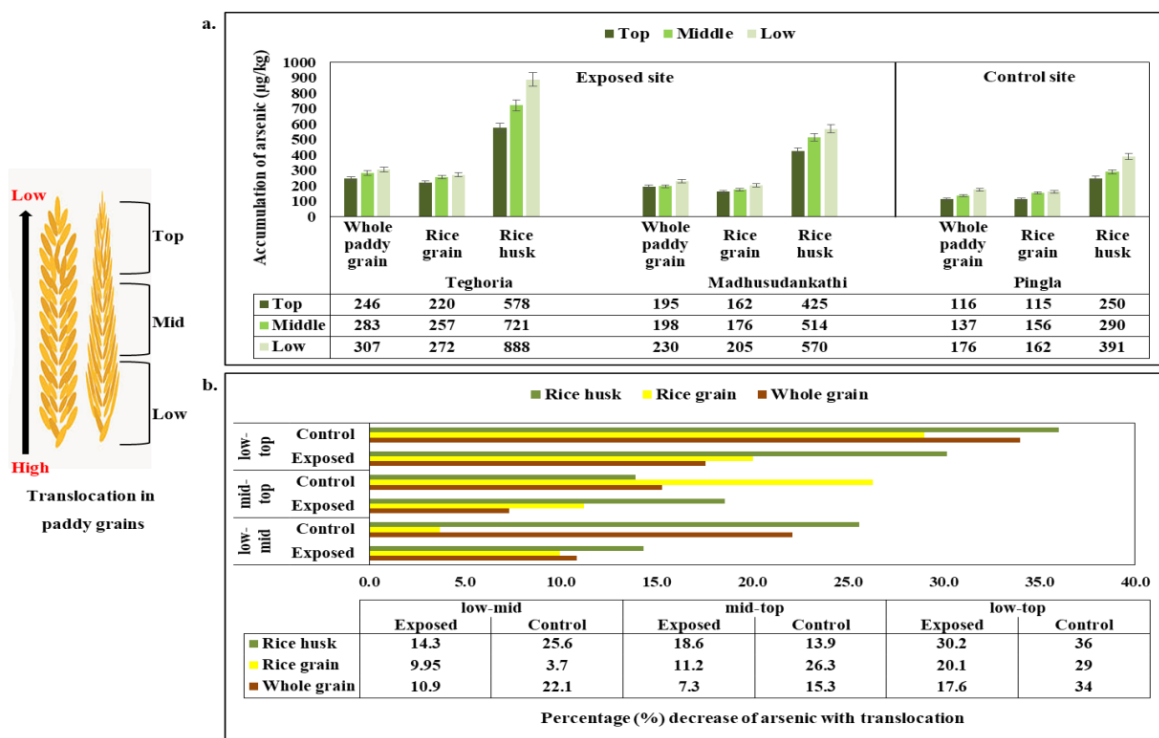 a.
Top Middle Low
Accumulation of arsenic (µg/kg)
1000
900
800
700
600
500
400
300
200
100
0
Exposed site
Control site
Whole paddy grain
Rice grain
Rice husk
Whole paddy grain
Rice grain
Rice husk
Whole paddy grain
Rice grain
Rice husk
Teghoria Madhusudankathi Pingla
Top 246 220 578 195 162 425 116 115 250
Middle 283 257 721 198 176 514 137 156 290
Low 307 272 888 230 205 570 176 162 391
Low
High
Top
Mid
Low
Translocation in
paddy grains
b.
Rice husk Rice grain Whole grain
low-top
Control
Exposed
mid-top
Control
Exposed
low-mid
Control
Exposed
0.0 5.0 10.0 15.0 20.0 25.0 30.0 35.0 40.0
low-mid mid-top low-top
Exposed Control Exposed Control Exposed Control
Rice husk 14.3 25.6 18.6 13.9 30.2 36
Rice grain 9.95 3.7 11.2 26.3 20.1 29
Whole grain 10.9 22.1 7.3 15.3 17.6 34
Percentage (%) decrease of arsenic with translocation